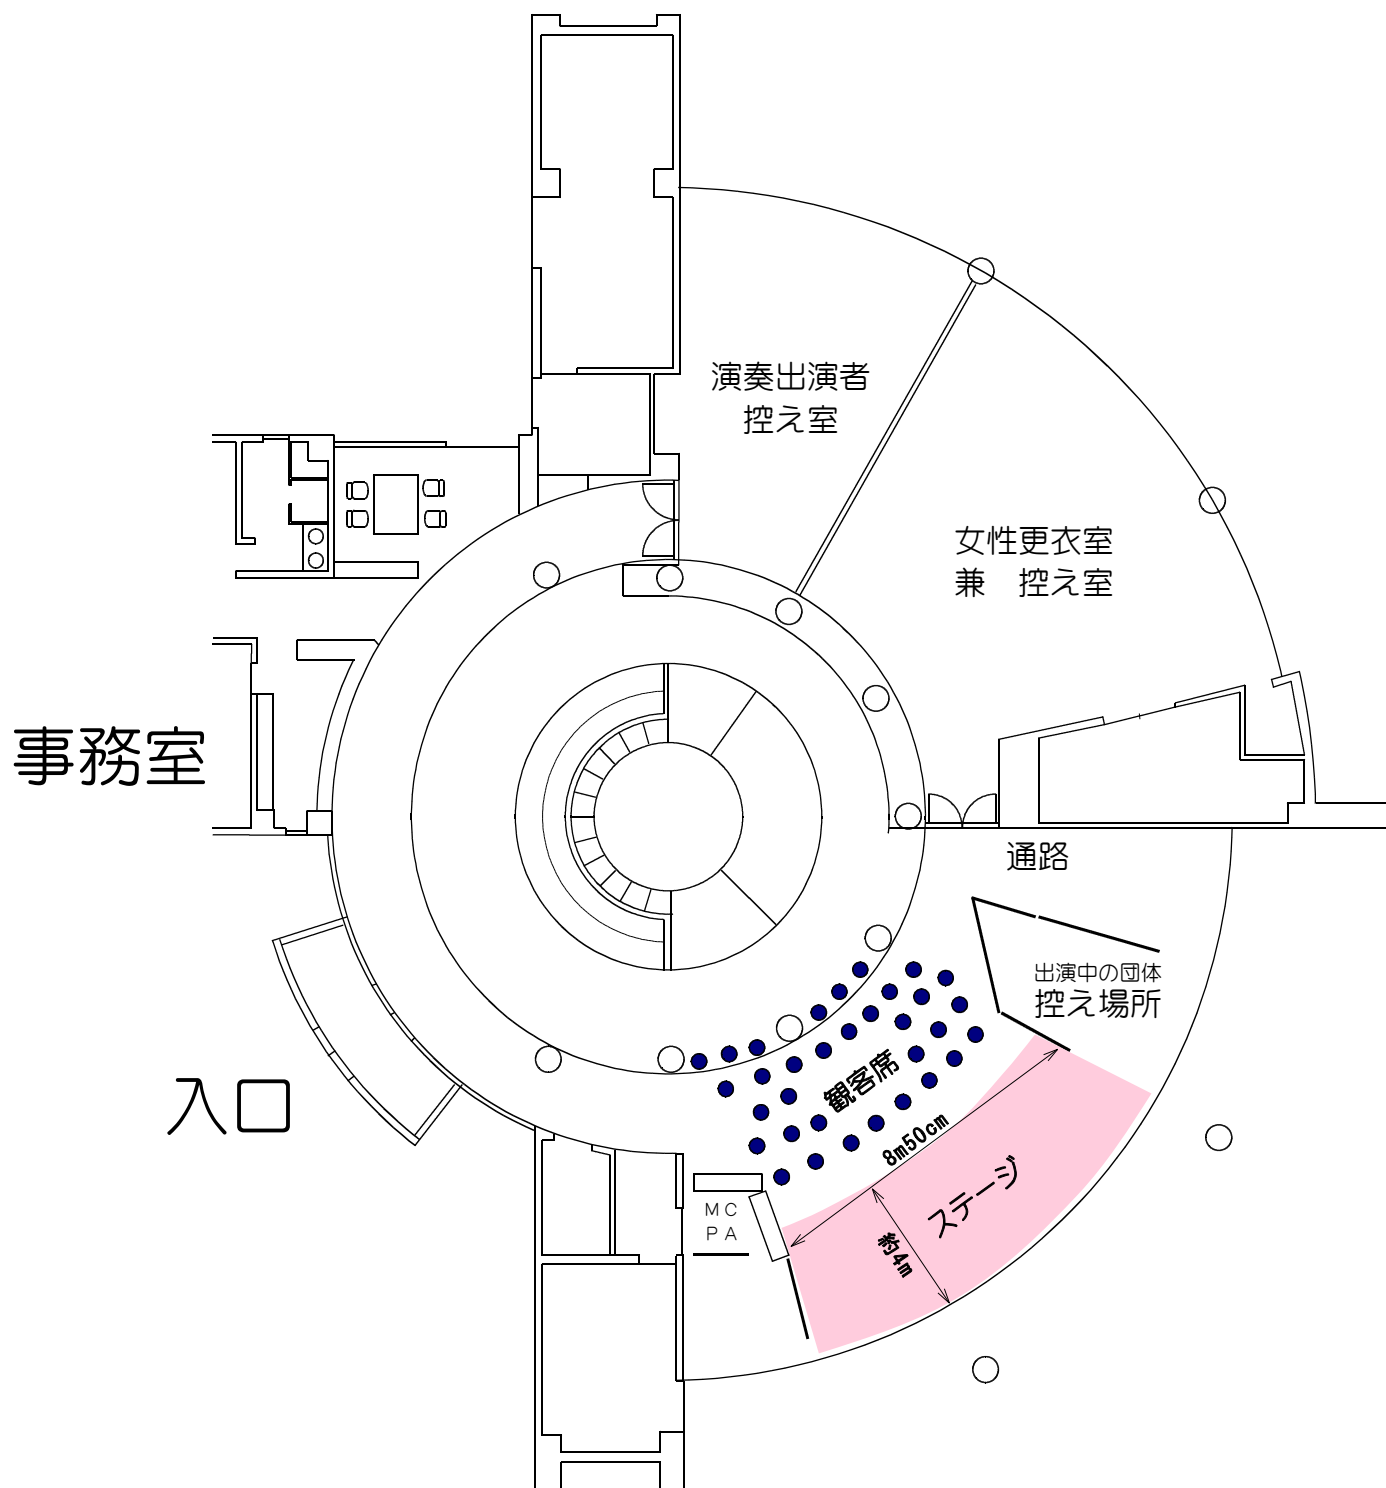 演奏出演者
控え室
女性更衣室
兼　控え室
事務室
通路
出演中の団体
控え場所
観客席
入口
8m50cm
ステージ
約4m
MC
PA